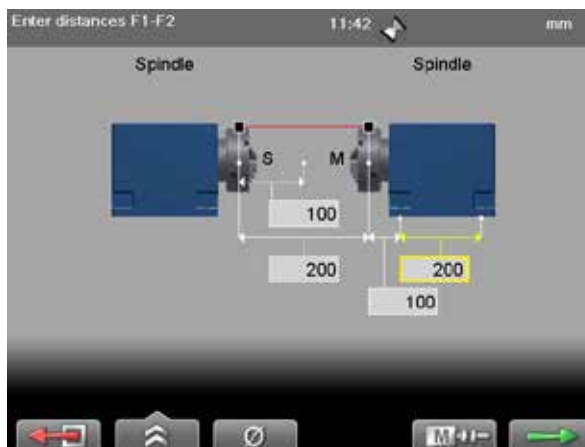 Enter distances F1-F2 11:42 mm
Spindle Spindle
S M
100
200 200
100
M